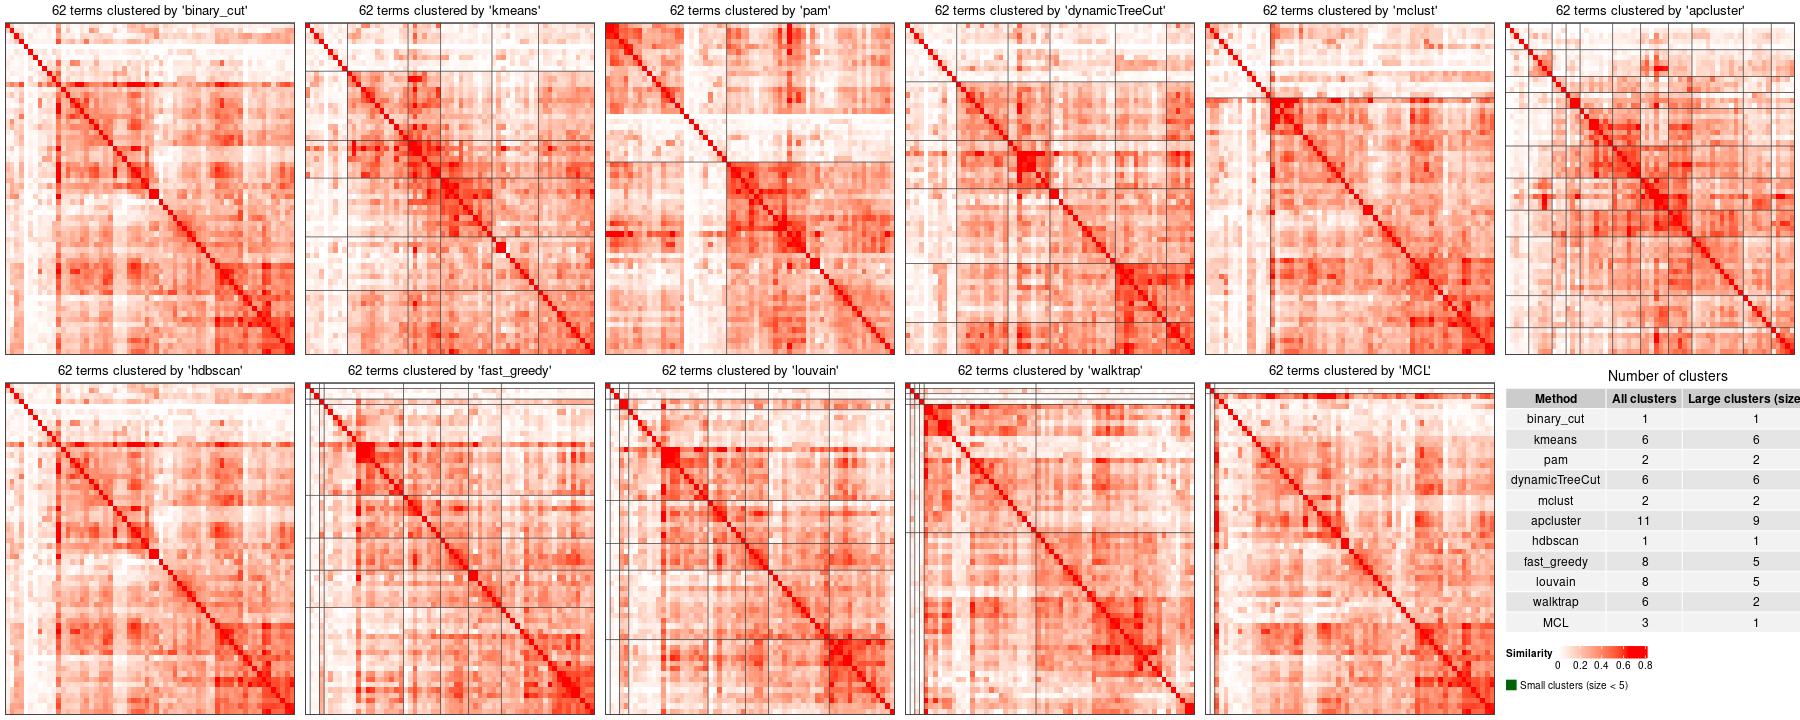 62 terms clustered by 'binary_cut'
62 terms clustered by 'kmeans'
62 terms clustered by 'pam'
62 terms clustered by 'dynamicTreeCut'
62 terms clustered by 'mclust'
62 terms clustered by 'apcluster'
62 terms clustered by 'hdbscan'
62 terms clustered by 'fast_greedy'
62 terms clustered by 'louvain'
62 terms clustered by 'walktrap'
62 terms clustered by 'MCL'
Number of clusters
Method All clusters Large clusters (size
binary_cut 1 1
kmeans 6 6
pam 2 2
dynamicTreeCut 6 6
mclust 2 2
apcluster 11 9
hdbscan 1 1
fast_greedy 8 5
louvain 8 5
walktrap 6 2
MCL 3 1
Similarity
0 0.2 0.4 0.6 0.8
Small clusters (size < 5)